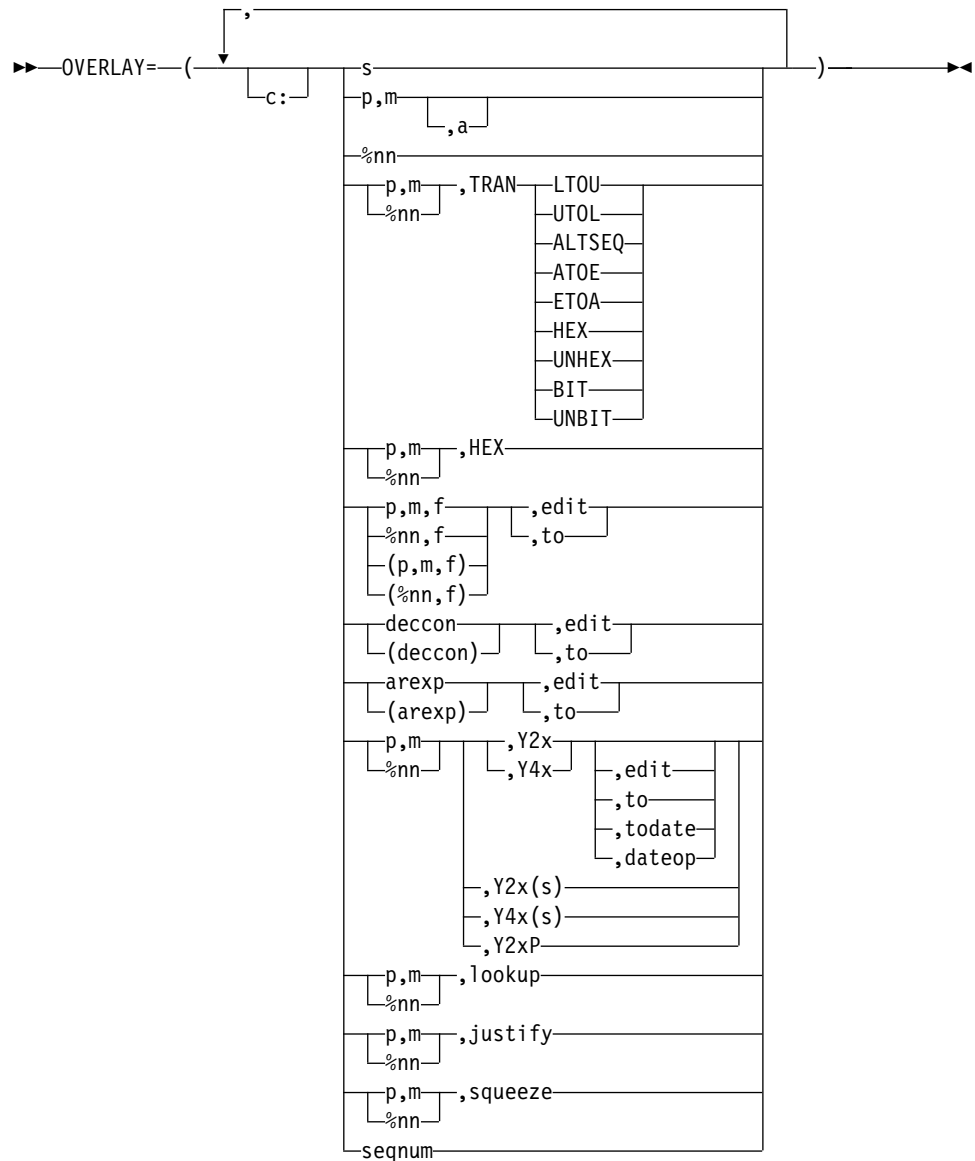 ,
OVERLAY= ( s )
c:
p,m
,a
%nn
p,m ,TRAN LTOU
%nn UTOL
ALTSEQ
ATOE
ETOA
HEX
UNHEX
BIT
UNBIT
p,m ,HEX
%nn
p,m,f ,edit
%nn,f ,to
(p,m,f)
(%nn,f)
deccon ,edit
(deccon) ,to
arexp ,edit
(arexp) ,to
p,m ,Y2x
%nn ,Y4x
,edit
,to
,todate
,dateop
,Y2x(s)
,Y4x(s)
,Y2xP
p,m ,lookup
%nn
p,m ,justify
%nn
p,m ,squeeze
%nn
seqnum